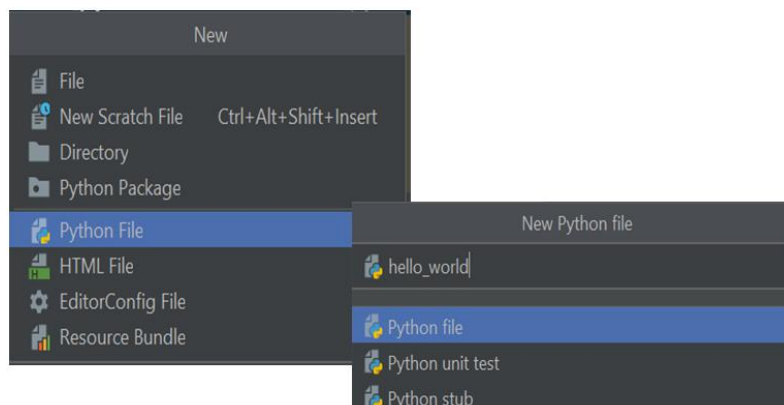 New
File
New Scratch File Ctrl+Alt+Shift+Insert
Directory
Python Package
Python File
HTML File
EditorConfig File
Resource Bundle
New Python file
hello_world
Python file
Python unit test
Python stub